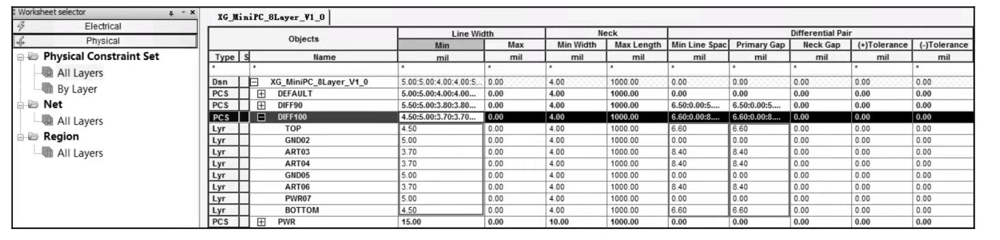 Worksheet selector
Electrical
Physical
Physical Constraint Set
All Layers
By Layer
Net
All Layers
Region
All Layers
XG_MiniPC_8Layer_V1_0
Objects Line Width Neck Differential Pair
Min Max Min Width Max Length Min Line Spac Primary Gap Neck Gap (+)Tolerance (-)Tolerance
Type S Name mil mil mil mil mil mil mil mil mil
* * * * * * * * * * *
Dsn XG_MiniPC_8Layer_V1_0 5.00:5.00:4.00:4.00:5... 0.00 4.00 1000.00 0.00 0.00 0.00 0.00 0.00
PCS DEFAULT 5.00:5.00:4.00:4.00... 0.00 4.00 1000.00 0.00 0.00 0.00 0.00 0.00
PCS DIFF90 5.50:5.00:3.80:3.80... 0.00 4.00 1000.00 6.50:0.00:5.... 6.50:0.00:5.... 0.00 0.00 0.00
PCS DIFF100 4.50:5.00:3.70:3.70... 0.00 4.00 1000.00 6.60:0.00:8.... 6.60:0.00:8.... 0.00 0.00 0.00
Lyr TOP 4.50 0.00 4.00 1000.00 6.60 6.60 0.00 0.00 0.00
Lyr GND02 5.00 0.00 4.00 1000.00 0.00 0.00 0.00 0.00 0.00
Lyr ART03 3.70 0.00 4.00 1000.00 8.40 8.40 0.00 0.00 0.00
Lyr ART04 3.70 0.00 4.00 1000.00 8.40 8.40 0.00 0.00 0.00
Lyr GND05 5.00 0.00 4.00 1000.00 0.00 0.00 0.00 0.00 0.00
Lyr ART06 3.70 0.00 4.00 1000.00 8.40 8.40 0.00 0.00 0.00
Lyr PWR07 5.00 0.00 4.00 1000.00 0.00 0.00 0.00 0.00 0.00
Lyr BOTTOM 4.50 0.00 4.00 1000.00 6.60 6.60 0.00 0.00 0.00
PCS PWR 15.00 0.00 10.00 1000.00 0.00 0.00 0.00 0.00 0.00